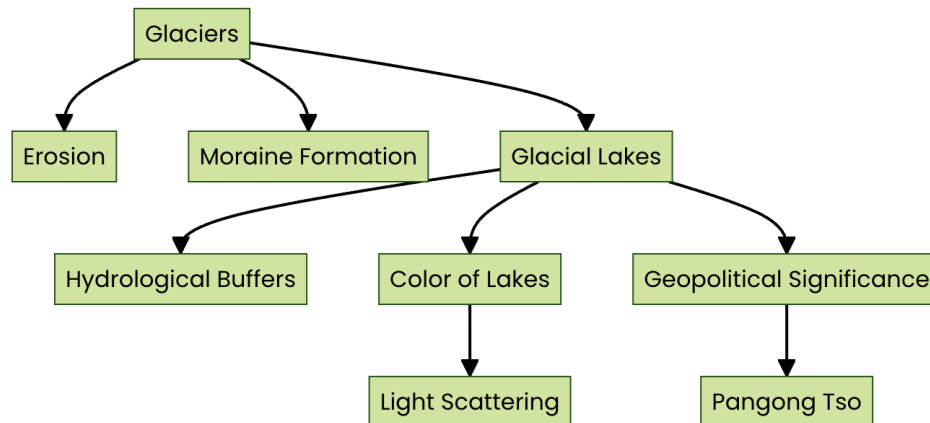 Glaciers
Erosion
Moraine Formation
Glacial Lakes
Hydrological Buffers
Color of Lakes
Geopolitical Significance
Light Scattering
Pangong Tso